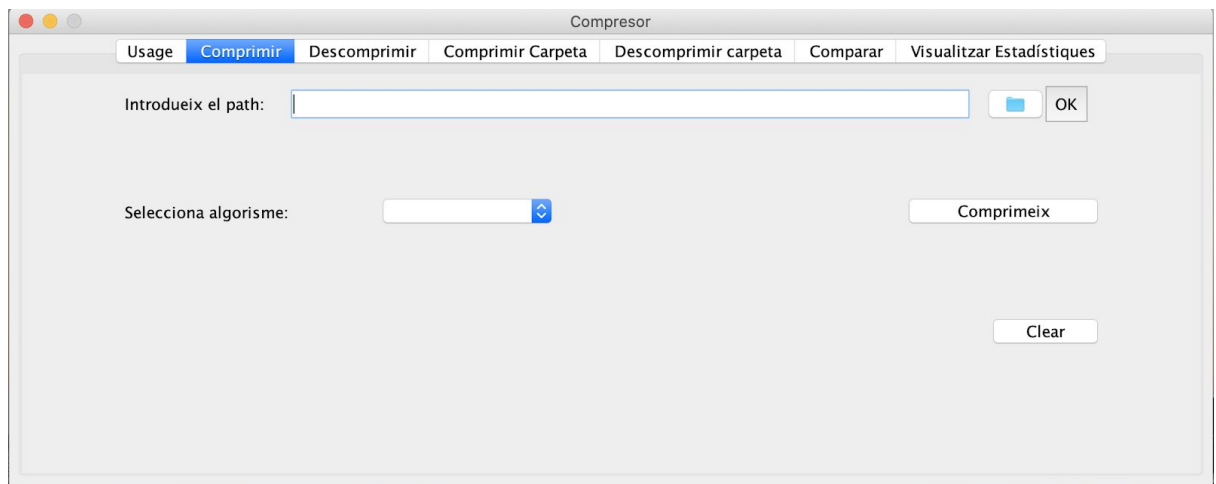 Compresor
Usage Comprimir Descomprimir Comprimir Carpeta Descomprimir carpeta Comparar Visualitzar Estadístiques
Introdueix el path: OK
Selecciona algorisme: Comprimeix
Clear